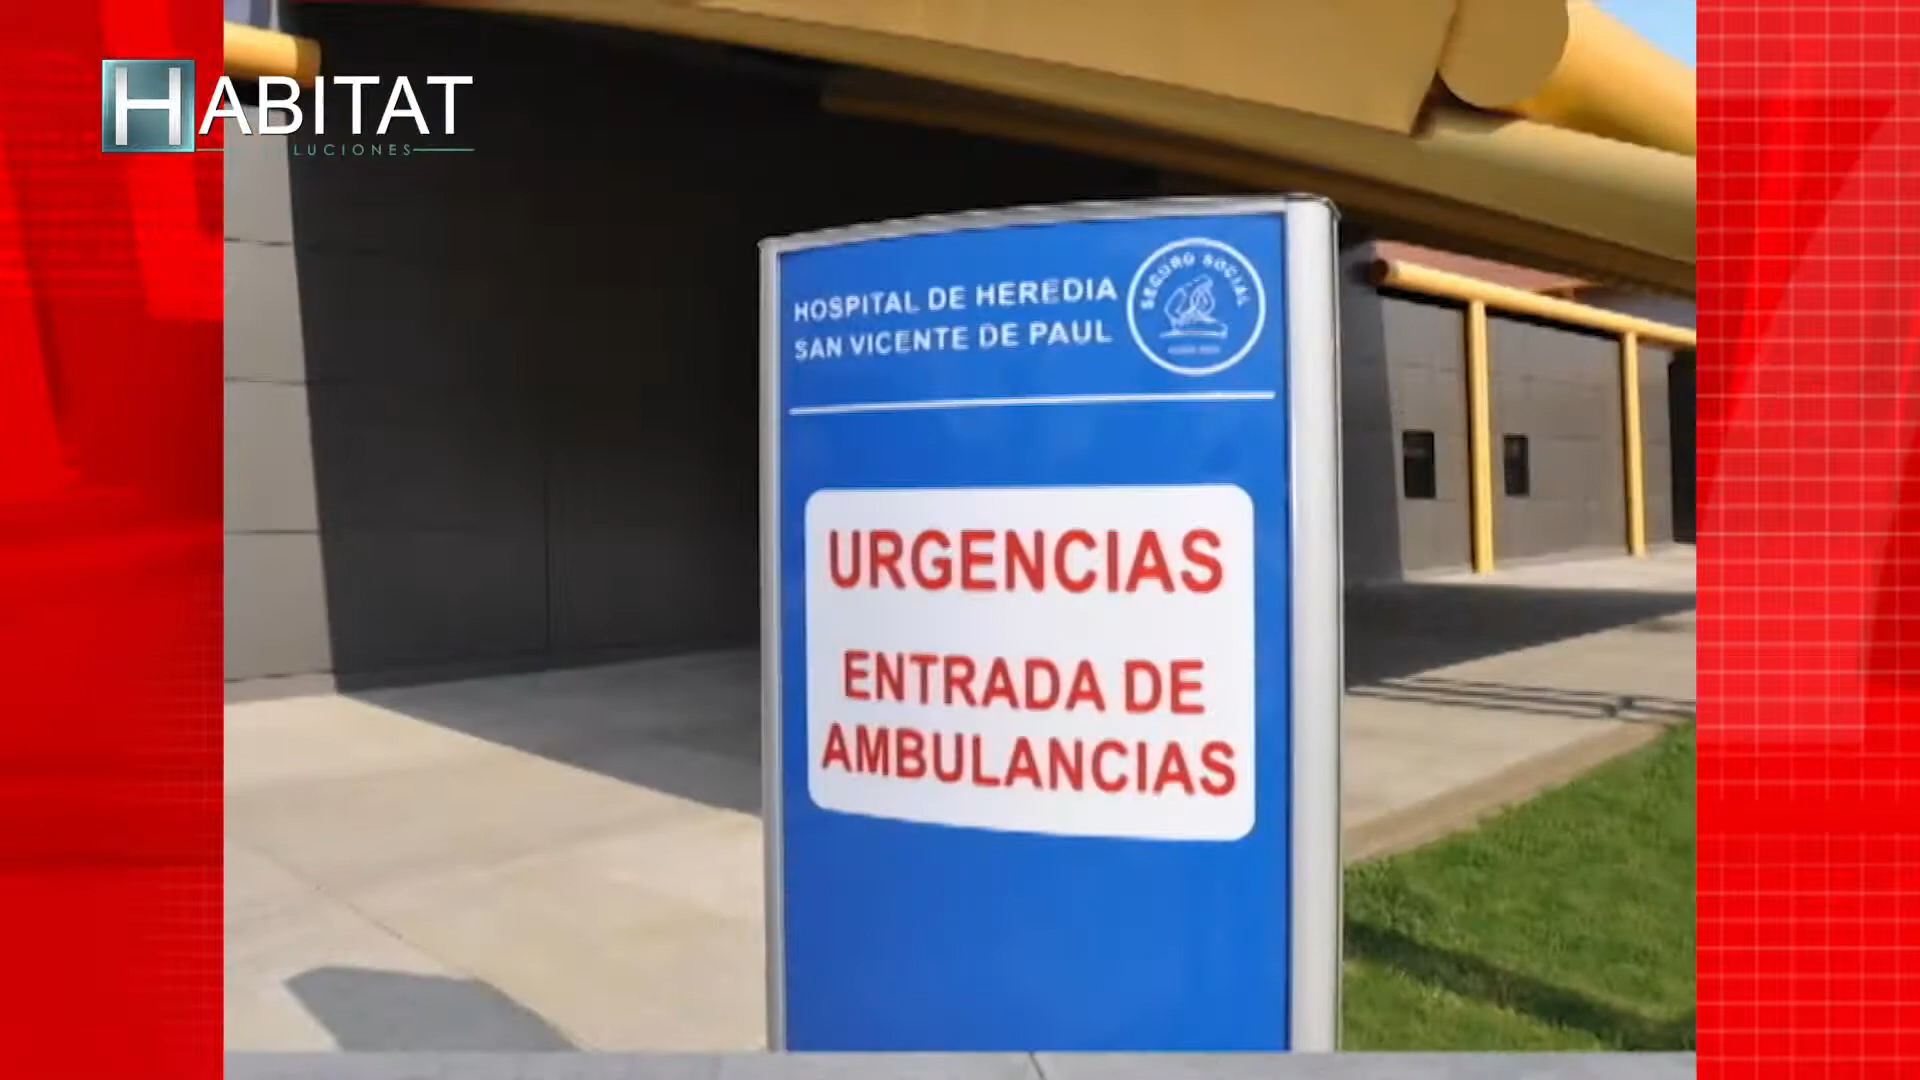 HABITAT
LUCIONES
HOSPITAL DE HEREDIA
SAN VICENTE DE PAUL
SEGURO SOCIAL
URGENCIAS
ENTRADA DE
AMBULANCIAS